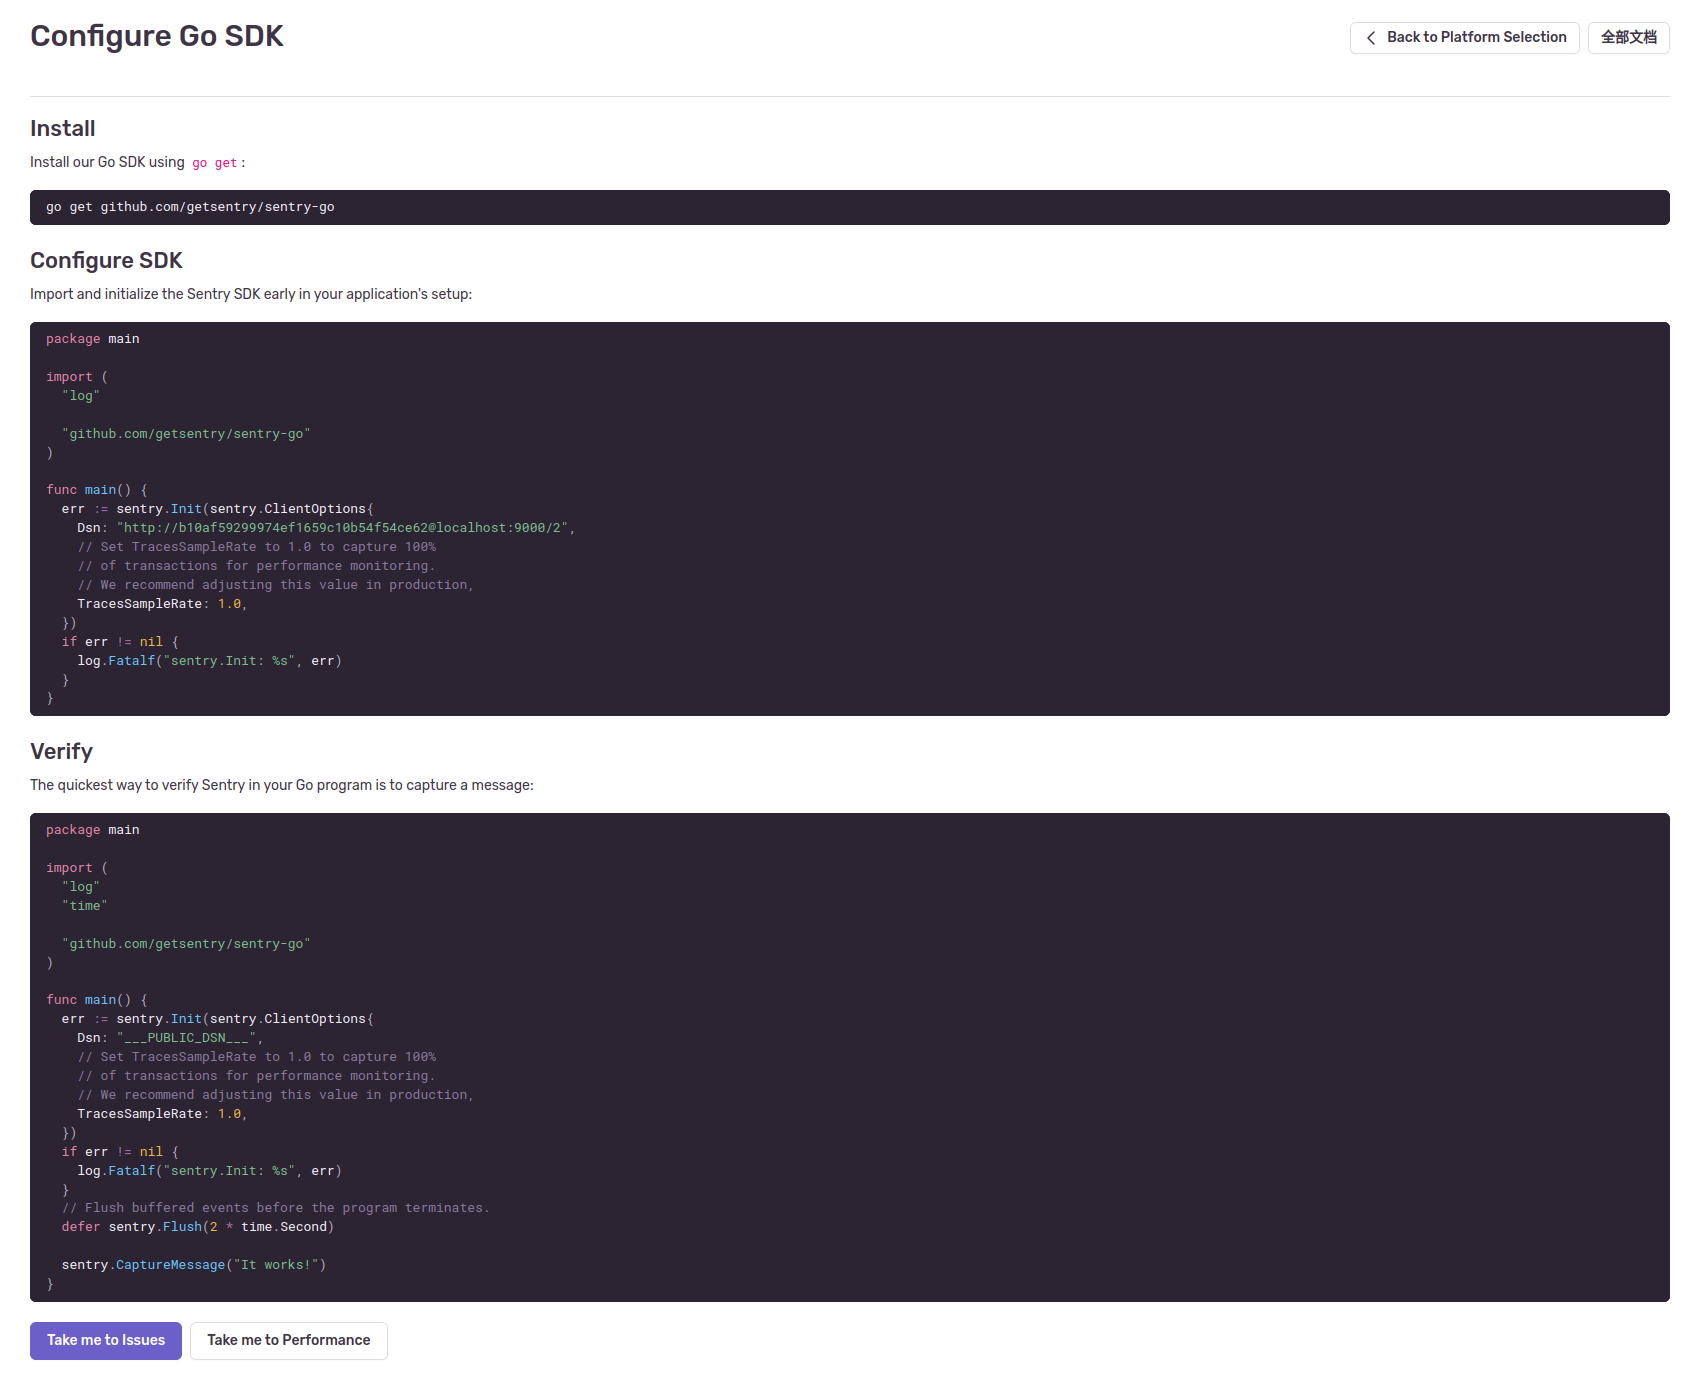 Configure Go SDK
Back to Platform Selection
全部文档
Install
Install our Go SDK using go get:
go get github.com/getsentry/sentry-go
Configure SDK
Import and initialize the Sentry SDK early in your application's setup:
package main
import (
"log"
"github.com/getsentry/sentry-go"
)
func main() {
err := sentry.Init(sentry.ClientOptions{
Dsn: "http://b10af59299974ef1659c10b54f54ce62@localhost:9000/2",
// Set TracesSampleRate to 1.0 to capture 100%
// of transactions for performance monitoring.
// We recommend adjusting this value in production,
TracesSampleRate: 1.0,
})
if err != nil {
log.Fatalf("sentry.Init: %s", err)
}
}
Verify
The quickest way to verify Sentry in your Go program is to capture a message:
package main
import (
"log"
"time"
"github.com/getsentry/sentry-go"
)
func main() {
err := sentry.Init(sentry.ClientOptions{
Dsn: "___PUBLIC_DSN___",
// Set TracesSampleRate to 1.0 to capture 100%
// of transactions for performance monitoring.
// We recommend adjusting this value in production,
TracesSampleRate: 1.0,
})
if err != nil {
log.Fatalf("sentry.Init: %s", err)
}
// Flush buffered events before the program terminates.
defer sentry.Flush(2 * time.Second)
sentry.CaptureMessage("It works!")
}
Take me to Issues
Take me to Performance